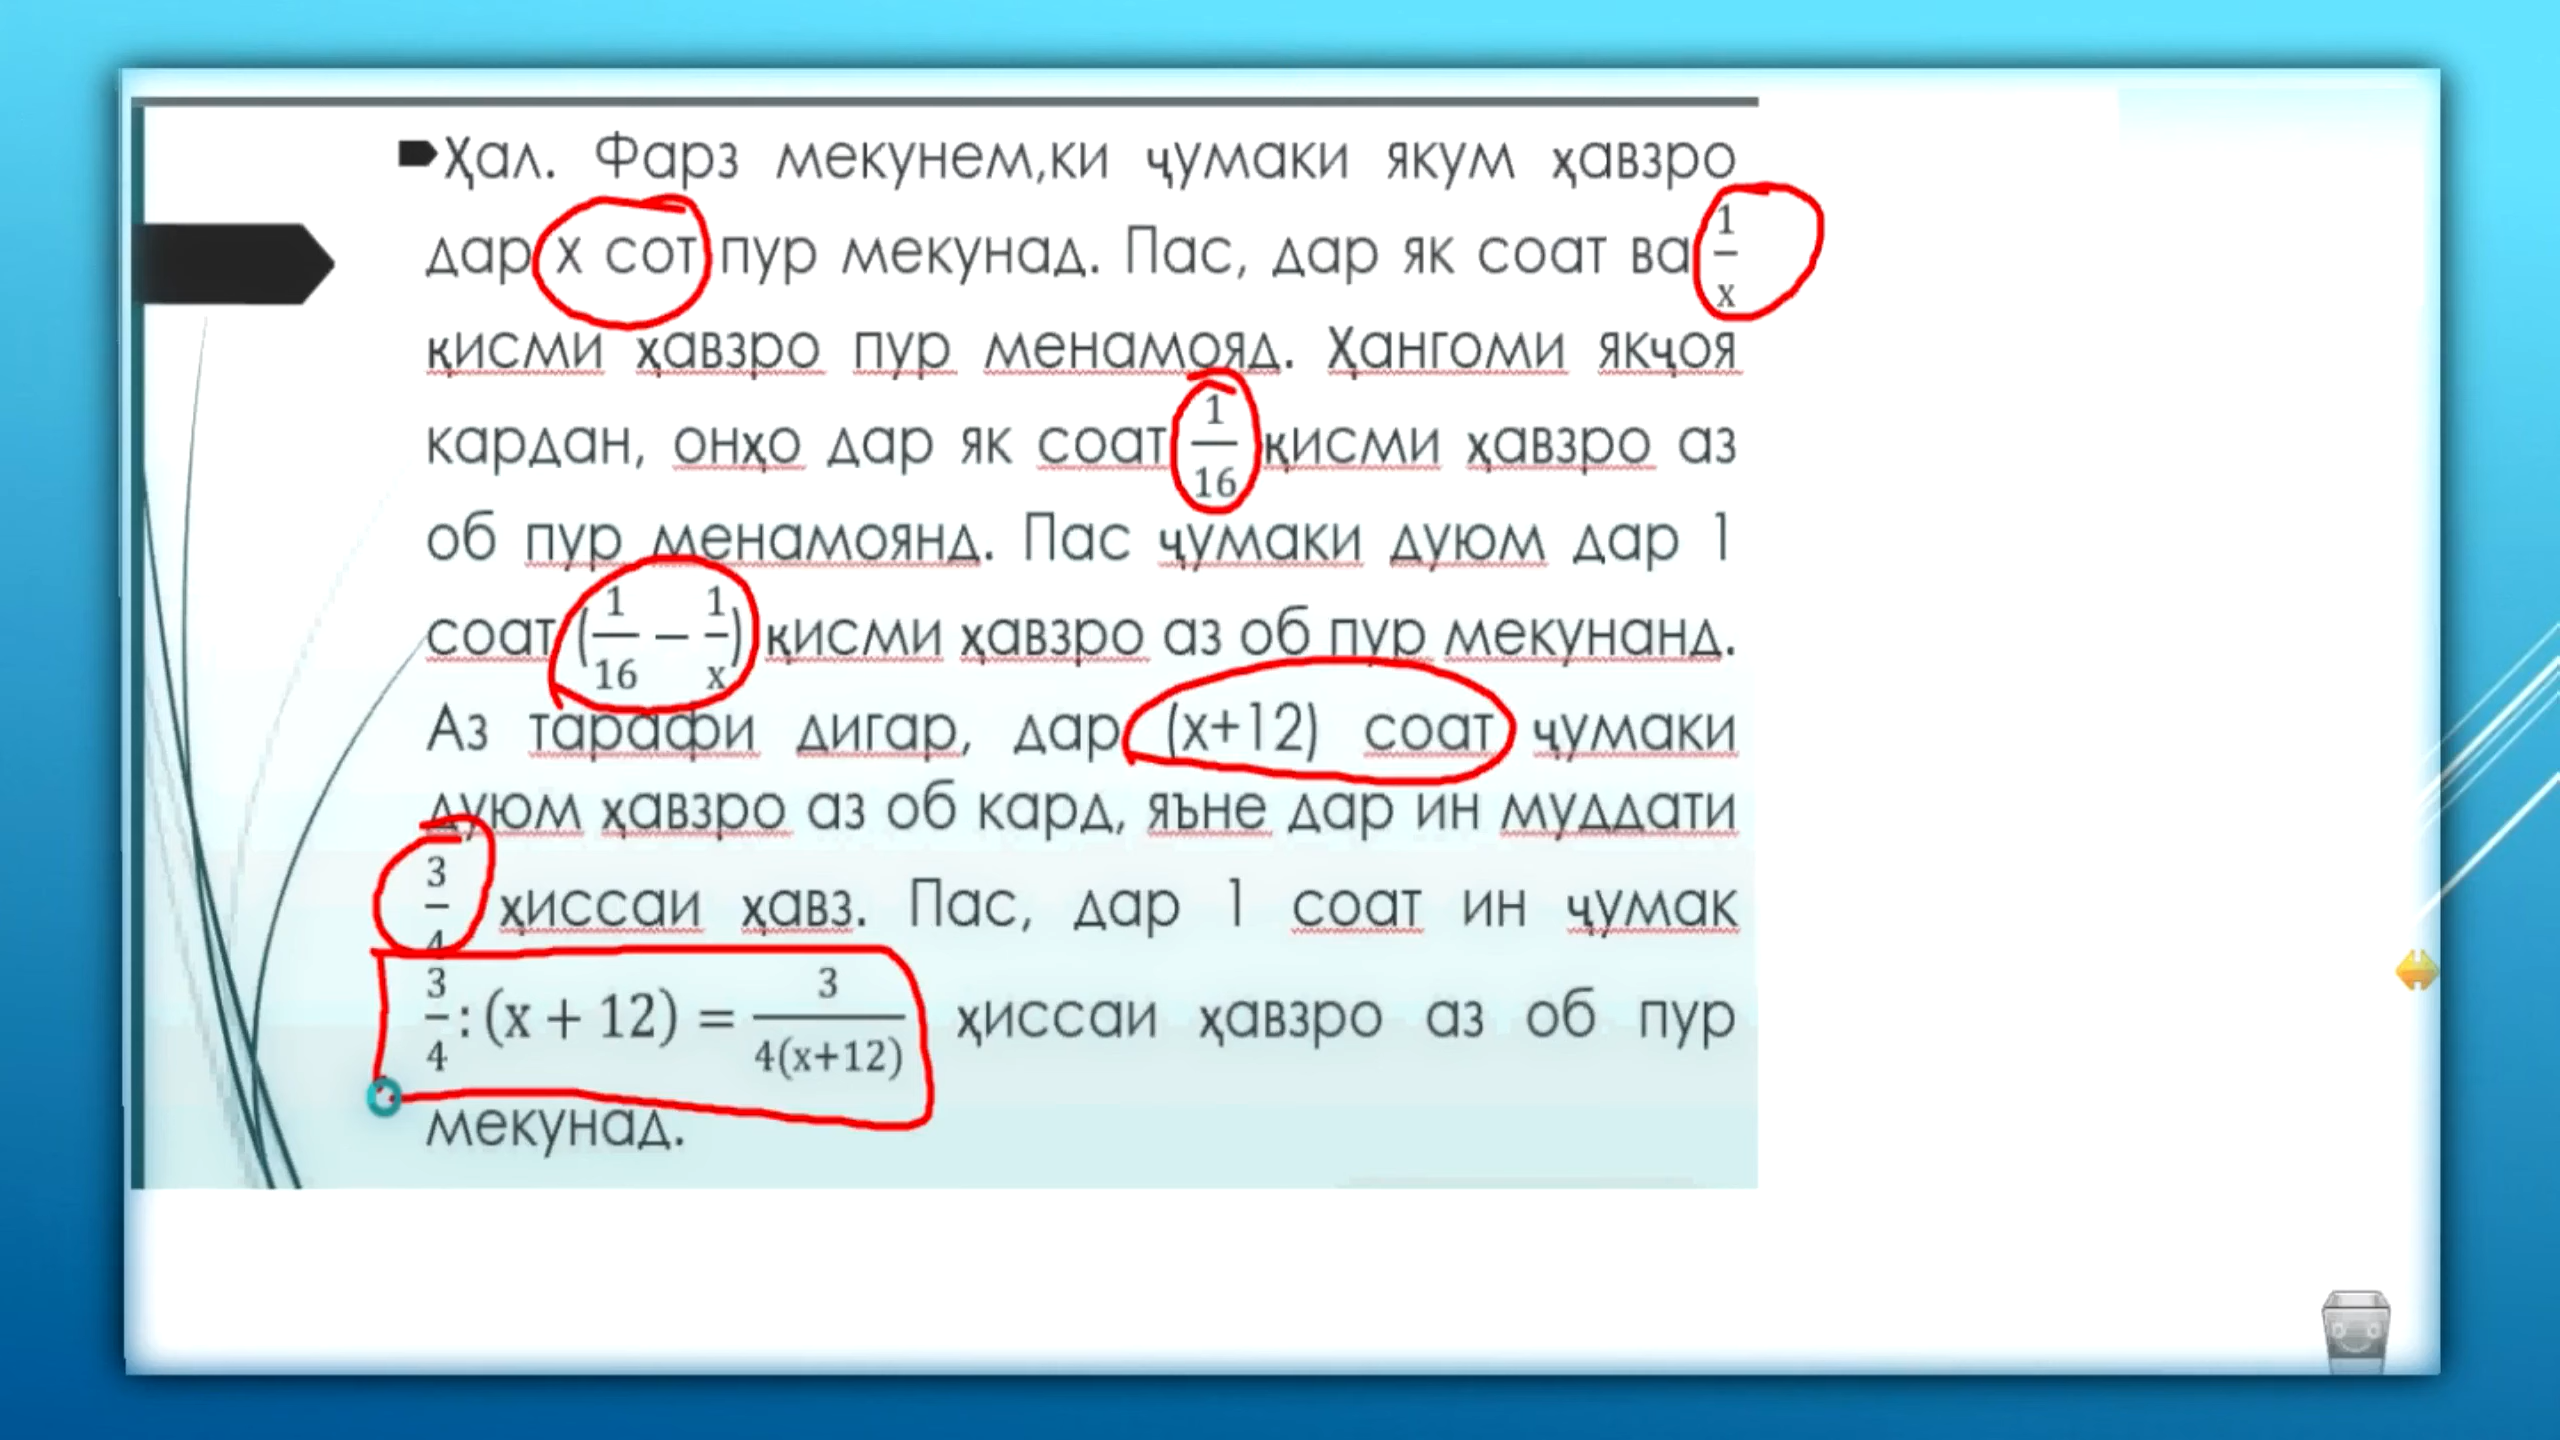 Ҳал. Фарз мекунем,ки ҷумаки якум ҳавзро
дар x сот пур мекунад. Пас, дар як соат ва 1/x
қисми ҳавзро пур менамояд. Ҳангоми якҷоя
кардан, онҳо дар як соат 1/16 қисми ҳавзро аз
об пур менамоянд. Пас ҷумаки дуюм дар 1
соат (1/16 − 1/x) қисми ҳавзро аз об пур мекунанд.
Аз тарафи дигар, дар (x+12) соат ҷумаки
дуюм ҳавзро аз об кард, яъне дар ин муддати
3/4 ҳиссаи ҳавз. Пас, дар 1 соат ин ҷумак
3/4 : (x + 12) = 3/4(x+12) ҳиссаи ҳавзро аз об пур
мекунад.